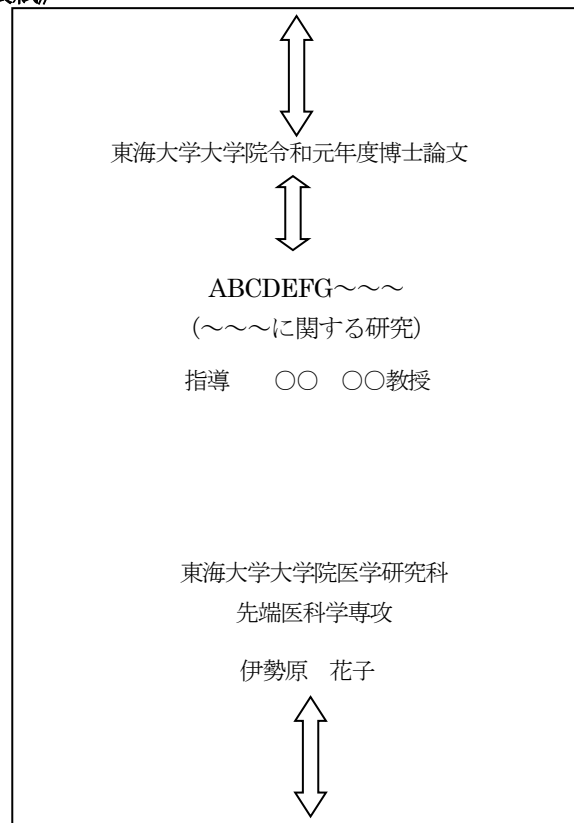 東海大学大学院令和元年度博士論文
ABCDEFG～～～
（～～～に関する研究）
指導　　○○　○○教授
東海大学大学院医学研究科
先端医科学専攻
伊勢原　花子